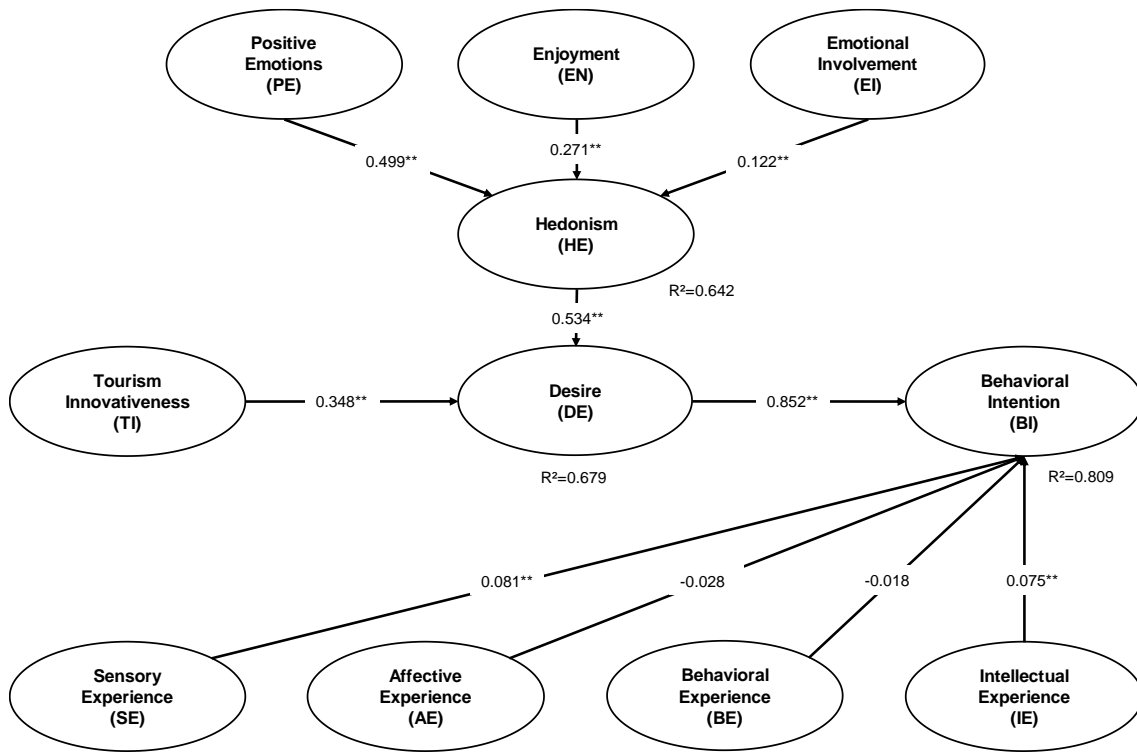 Positive
Emotions
(PE)
Enjoyment
(EN)
Emotional
Involvement
(EI)
0.499**
0.271**
0.122**
Hedonism
(HE)
R²=0.642
0.534**
Tourism
Innovativeness
(TI)
0.348**
Desire
(DE)
0.852**
Behavioral
Intention
(BI)
R²=0.679
R²=0.809
0.081**
-0.028
-0.018
0.075**
Sensory
Experience
(SE)
Affective
Experience
(AE)
Behavioral
Experience
(BE)
Intellectual
Experience
(IE)